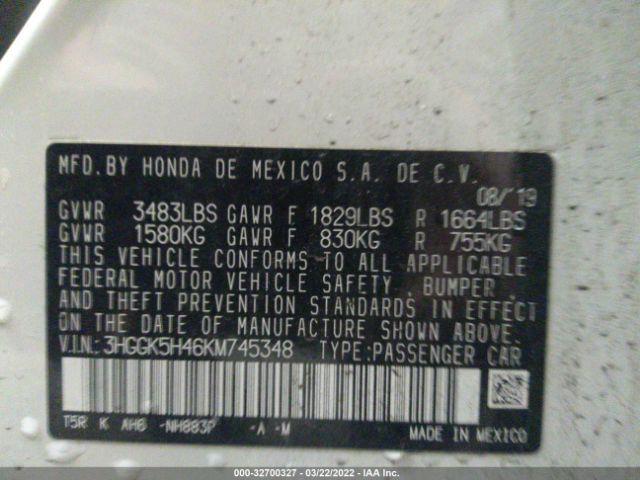 MFD. BY HONDA DE MEXICO S.A. DE C.V.
08/'19
GVWR 3483LBS GAWR F 1829LBS R 1664LBS
GVWR 1580KG GAWR F 830KG R 755KG
THIS VEHICLE CONFORMS TO ALL APPLICABLE
FEDERAL MOTOR VEHICLE SAFETY, BUMPER,
AND THEFT PREVENTION STANDARDS IN EFFECT
ON THE DATE OF MANUFACTURE SHOWN ABOVE.
V.I.N.: 3HGGK5H46KM745348 TYPE: PASSENGER CAR
T5R K AH6 -NH883P -A -M
MADE IN MEXICO
000-32700327 - 03/22/2022 - IAA Inc.